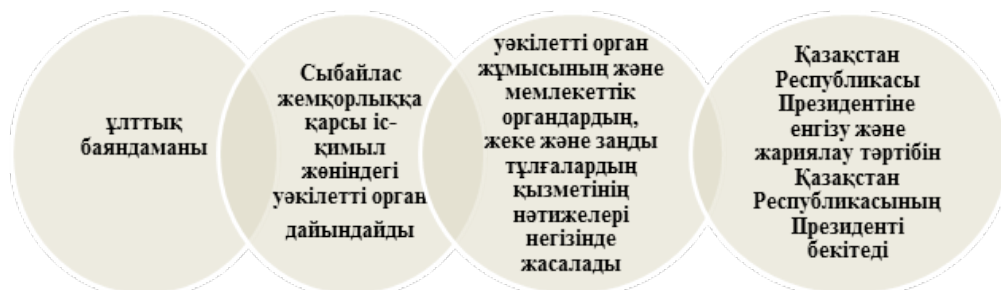 ұлттық
баяндаманы
Сыбайлас
жемқорлыққа
қарсы іс-
қимыл
жөніндегі
уәкілетті орган
дайындайды
уәкілетті орган
жұмысының және
мемлекеттік
органдардың,
жеке және заңды
тұлғалардың
қызметінің
нәтижелері
негізінде
жасалады
Қазақстан
Республикасы
Президентіне
енгізу және
жариялау тәртібін
Қазақстан
Республикасының
Президенті
бекітеді